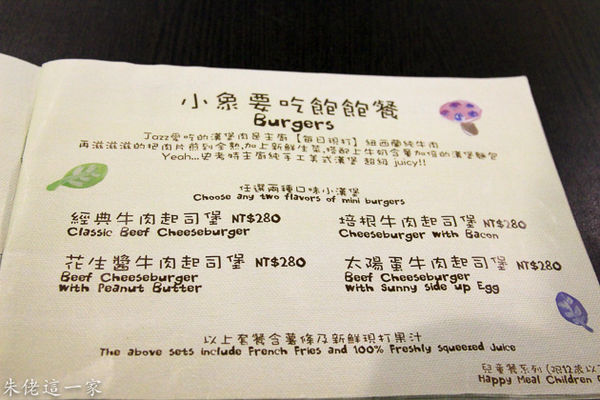 小象要吃飽飽餐
Burgers
Jazz愛吃的漢堡肉是主廚【每日現打】紐西蘭純牛肉
再滋滋滋的把肉片煎到全熟,加上新鮮生菜,搭配上牛奶含量加倍的漢堡麵包
Yeah...史考特主廚純手工美式漢堡 超級 juicy!!
任選兩種口味小漢堡
Choose any two flavors of mini burgers
經典牛肉起司堡 NT$280
Classic Beef Cheeseburger
培根牛肉起司堡 NT$280
Cheeseburger with Bacon
花生醬牛肉起司堡 NT$280
Beef Cheeseburger
with Peanut Butter
太陽蛋牛肉起司堡 NT$280
Beef Cheeseburger
with Sunny side up Egg
以上套餐含薯條及新鮮現打果汁
The above sets include French Fries and 100% Freshly squeezed Juice
兒童餐系列 (限12歲以
Happy Meal Children
朱佬這一家